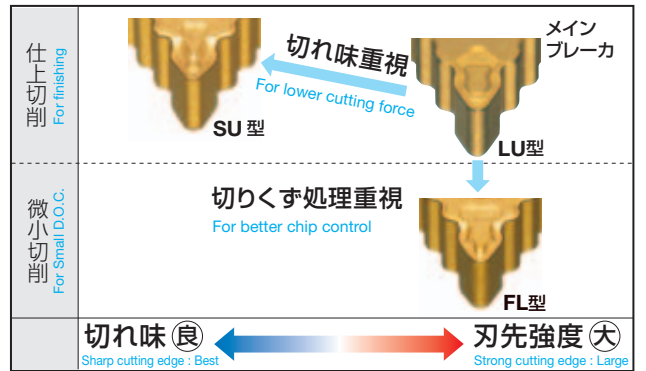 仕上切削
For finishing
切れ味重視
For lower cutting force
メイン
ブレーカ
SU 型
LU型
微小切削
For Small D.O.C.
切りくず処理重視
For better chip control
FL型
切れ味 良
Sharp cutting edge : Best
刃先強度 大
Strong cutting edge : Large